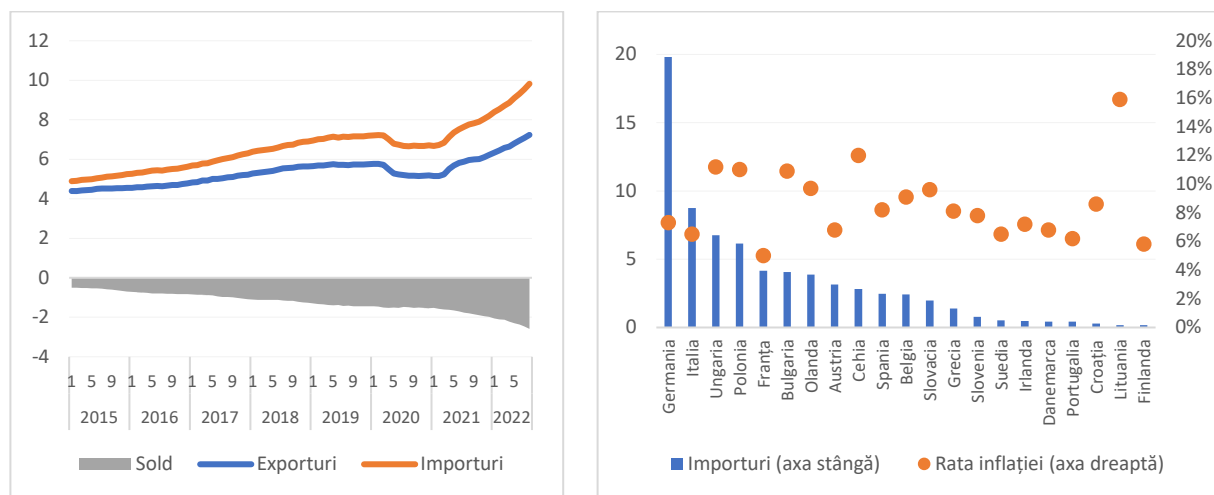 12
10
8
6
4
2
0
-2
-4
1 5 9 1 5 9 1 5 9 1 5 9 1 5 9 1 5 9 1 5 9 1 5
2015 2016 2017 2018 2019 2020 2021 2022
Sold Exporturi Importuri
20
15
10
5
0
20%
18%
16%
14%
12%
10%
8%
6%
4%
2%
0%
Germania
Italia
Ungaria
Polonia
Franța
Bulgaria
Olanda
Austria
Cehia
Spania
Belgia
Slovacia
Grecia
Slovenia
Suedia
Irlanda
Danemarca
Portugalia
Croația
Lituania
Finlanda
Importuri (axa stângă) Rata inflației (axa dreaptă)